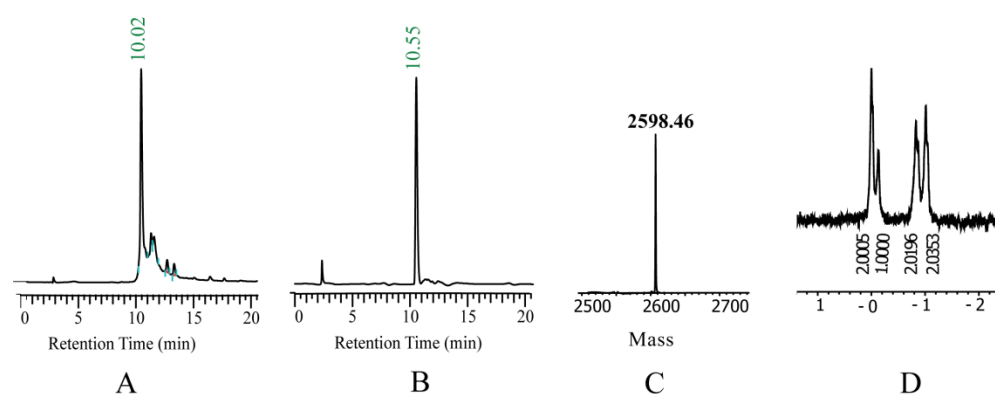 10.02
0 5 10 15 20
Retention Time (min)
A
10.55
0 5 10 15 20
Retention Time (min)
B
2598.46
2500 2600 2700
Mass
C
2.0005
1.0000
2.0196
2.0353
1 - 0 - 1 - 2
D